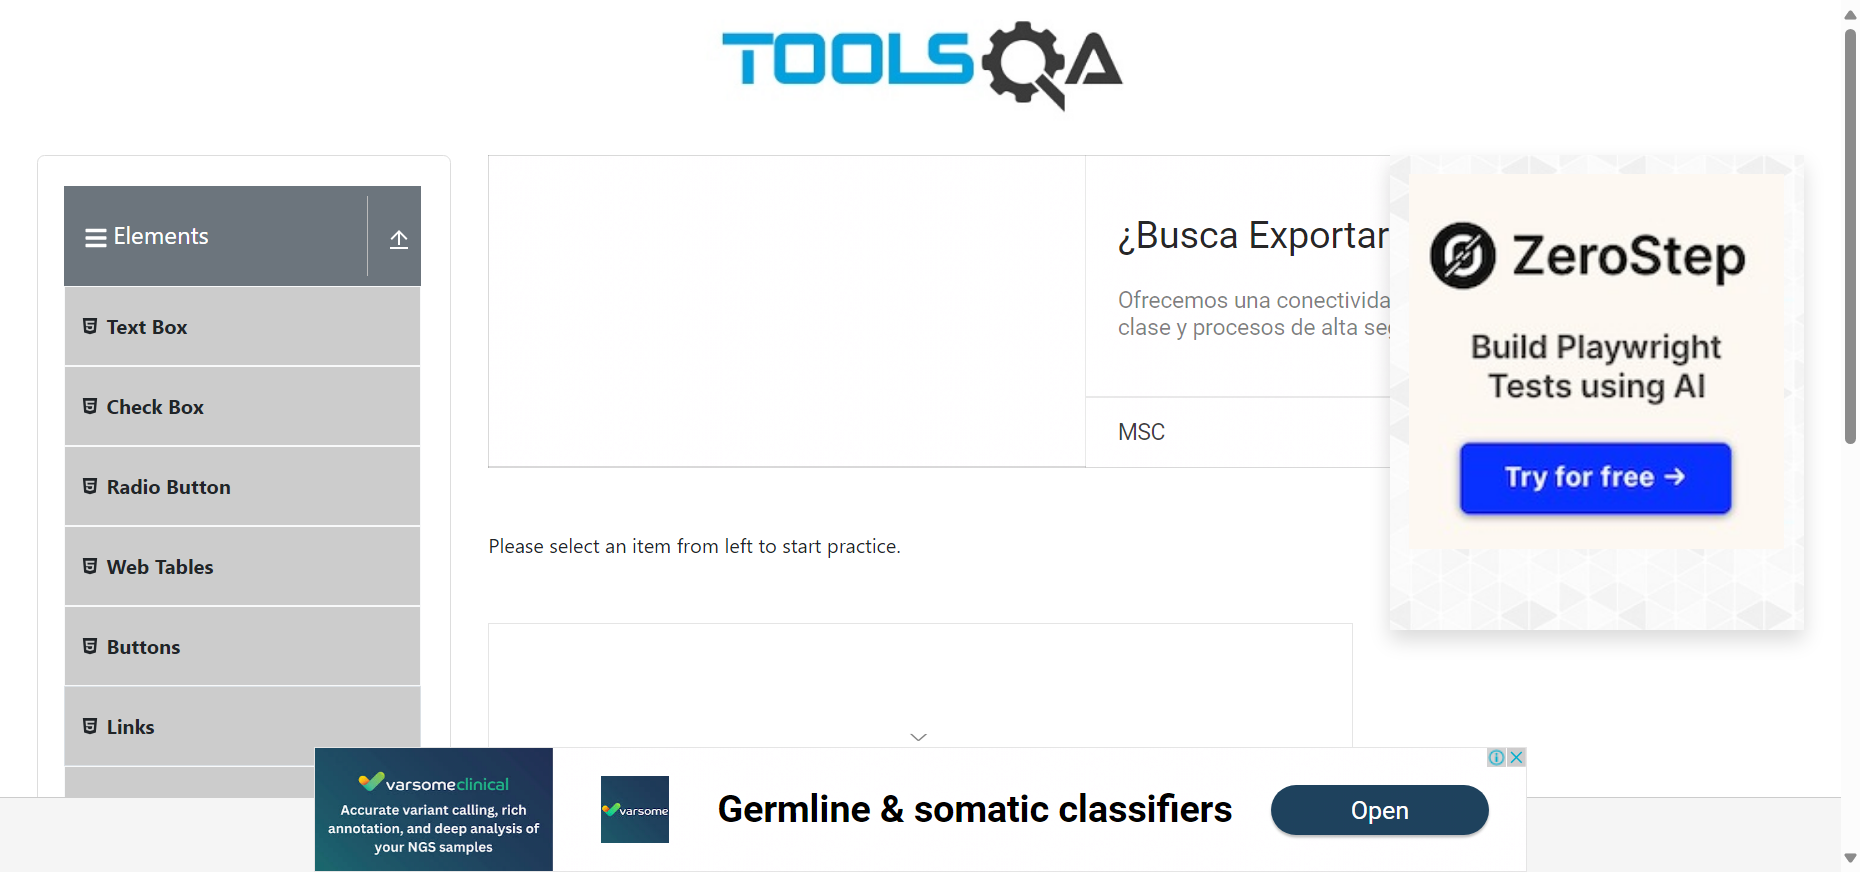 TOOLSQA
Elements
Text Box
Check Box
Radio Button
Web Tables
Buttons
Links
¿Busca Exportar
Ofrecemos una conectivida
clase y procesos de alta seg
MSC
ZeroStep
Build Playwright
Tests using AI
Try for free →
Please select an item from left to start practice.
varsomeclinical
Accurate variant calling, rich
annotation, and deep analysis of
your NGS samples
varsome
Germline & somatic classifiers
Open